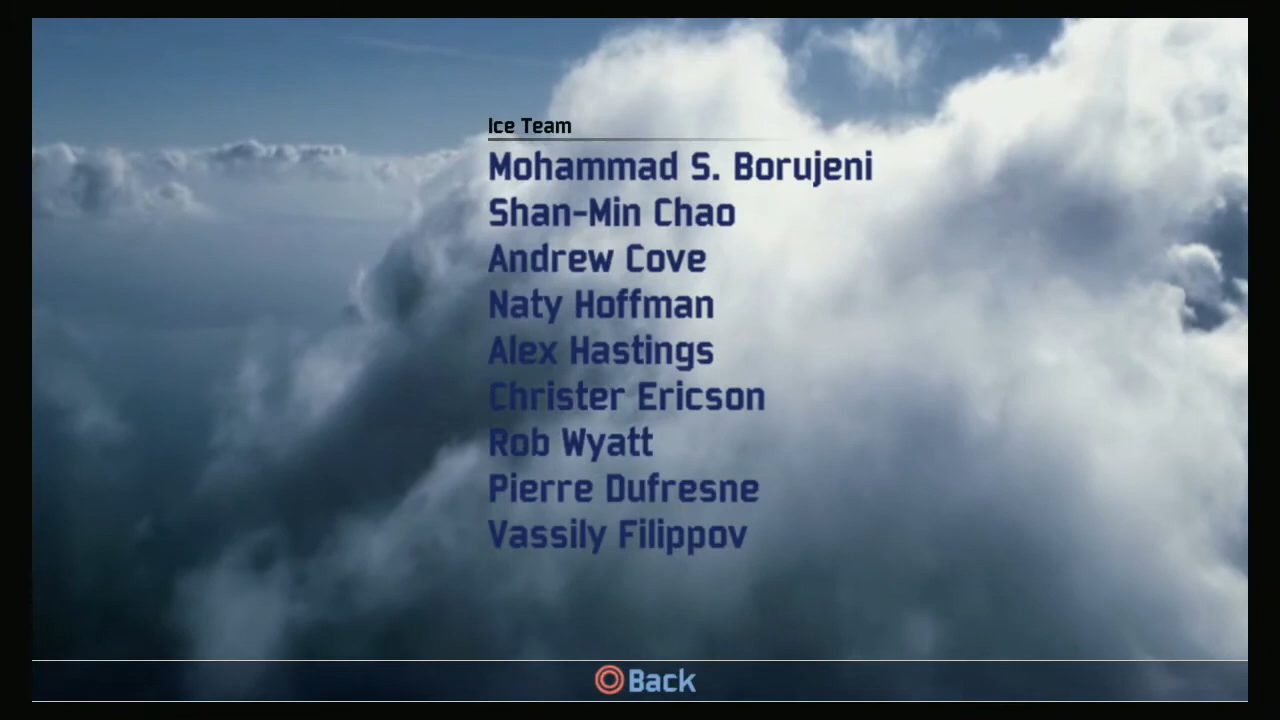 Ice Team
Mohammad S. Borujeni
Shan-Min Chao
Andrew Cove
Naty Hoffman
Alex Hastings
Christer Ericson
Rob Wyatt
Pierre Dufresne
Vassily Filippov
Back